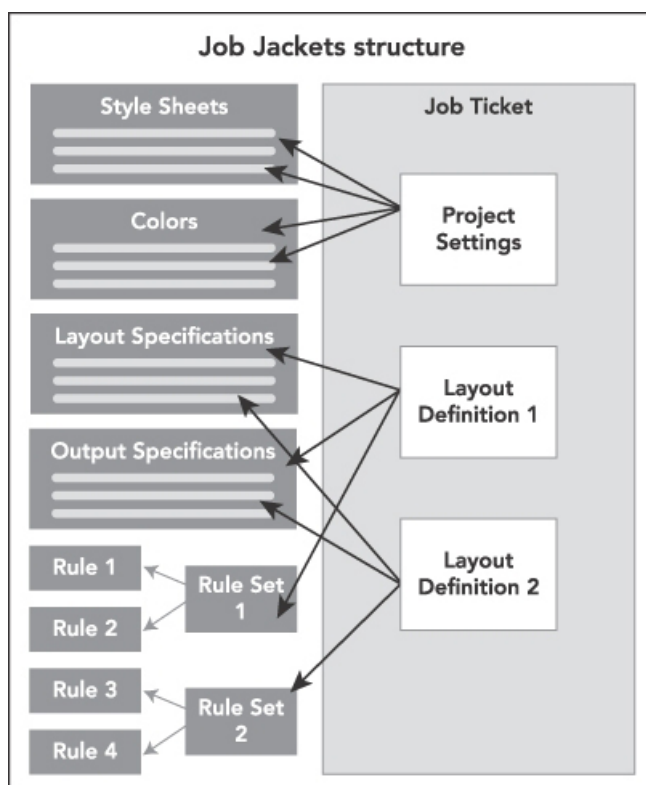 Job Jackets structure
Style Sheets
Colors
Layout Specifications
Output Specifications
Rule 1
Rule 2
Rule Set
1
Rule 3
Rule 4
Rule Set
2
Job Ticket
Project
Settings
Layout
Definition 1
Layout
Definition 2